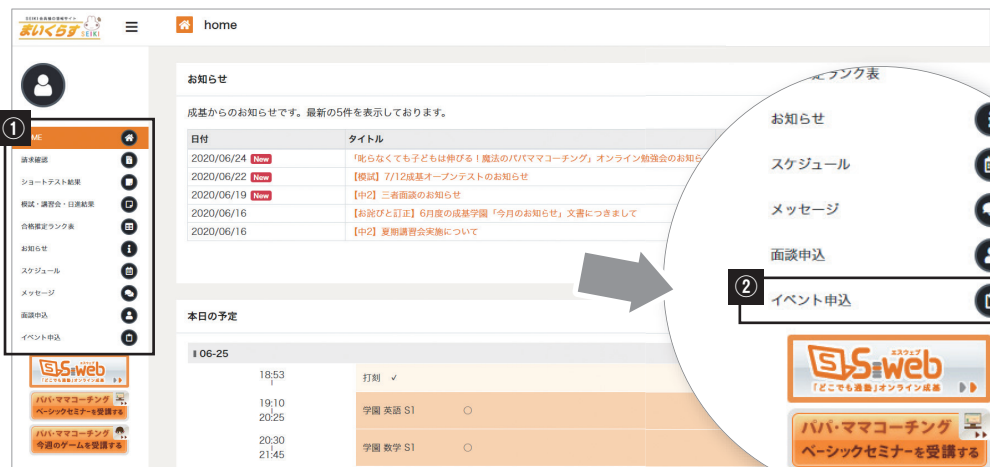 SEIKI会員様の登録サイト
まいくらす SEIKI
home
①
HOME
請求確認
ショートテスト結果
模試・講習会・日進結果
合格推定ランク表
お知らせ
スケジュール
メッセージ
面談申込
イベント申込
S:Sweb
「どこでも通塾」オンライン成基
パパ・ママコーチング
ベーシックセミナーを受講する
パパ・ママコーチング
今週のゲームを受講する
お知らせ
成基からのお知らせです。最新の5件を表示しております。
日付 タイトル
2020/06/24 New 「叱らなくても子どもは伸びる！魔法のパパママコーチング」オンライン勉強会のお知ら
2020/06/22 New 【模試】7/12成基オープンテストのお知らせ
2020/06/19 New 【中2】三者面談のお知らせ
2020/06/16 【お詫びと訂正】6月度の成基学園「今月のお知らせ」文書につきまして
2020/06/16 【中2】夏期講習会実施について
本日の予定
06-25
18:53 打刻 ✓
19:10
20:25
学園 英語 S1 ○
20:30
21:45
学園 数学 S1 ○
ランク表
お知らせ
スケジュール
メッセージ
面談申込
②
イベント申込
エスウェブ
S:Sweb
「どこでも通塾」オンライン成基
パパ・ママコーチング
ベーシックセミナーを受講する